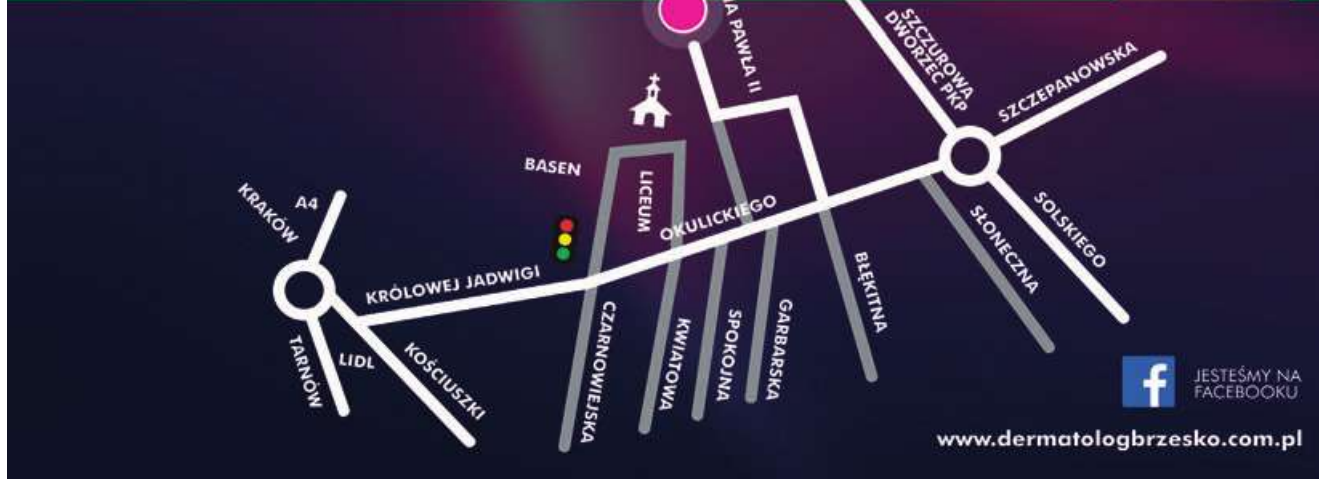 NA PAWŁA II
SZCZUROWA
DWORZEC PKP
SZCZEPANOWSKA
BASEN
LICEUM
KRAKÓW
A4
OKULICKIEGO
SŁONECZNA
SOLSKIEGO
KRÓLOWEJ JADWIGI
BŁĘKITNA
TARNÓW
LIDL
KOŚCIUSZKI
CZARNOWIEJSKA
KWIATOWA
SPOKOJNA
GARBARSKA
f
JESTEŚMY NA
FACEBOOKU
www.dermatologbrzesko.com.pl